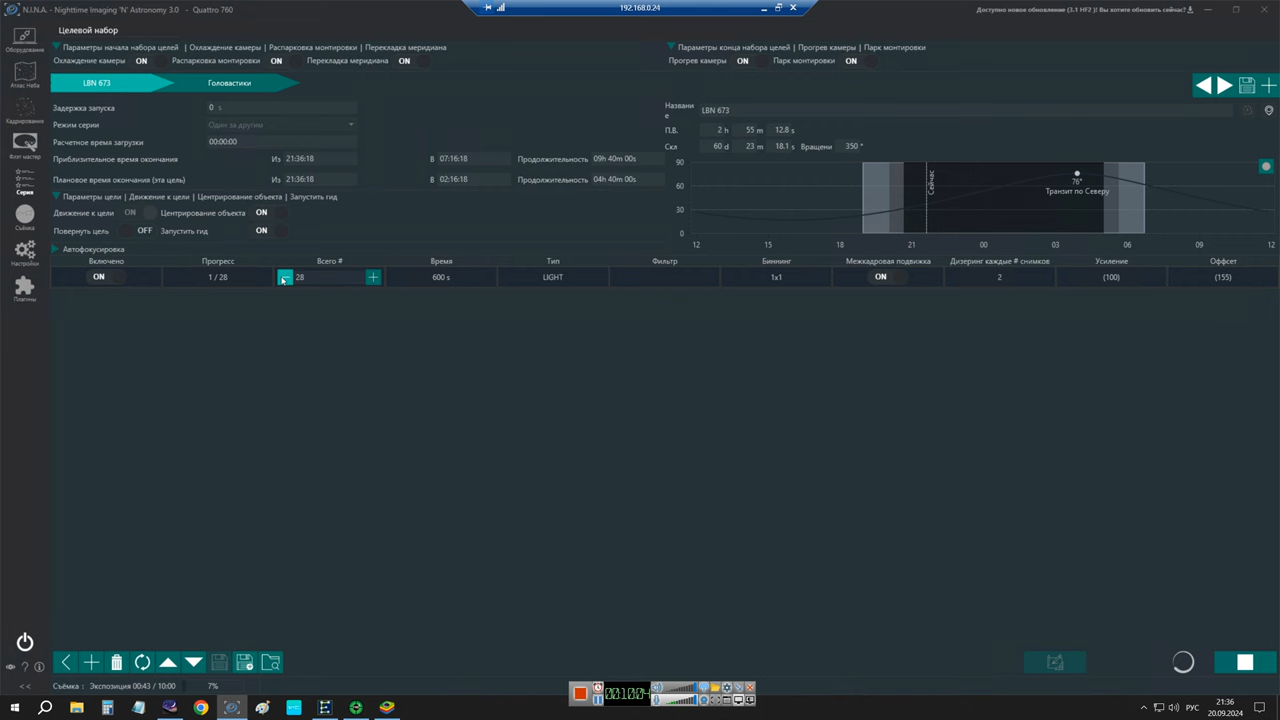 192.168.0.24
N.I.N.A. - Nighttime Imaging 'N' Astronomy 3.0 - Quattro 760
Доступно новое обновление (3.1 HF2 )! Вы хотите обновить сейчас?
Целевой набор
Оборудование
Атлас Неба
Кадрирование
Флэт мастер
Серия
Съёмка
Настройки
Плагины
Параметры начала набора целей | Охлаждение камеры | Распарковка монтировки | Перекладка меридиана
Охлаждение камеры ON Распарковка монтировки ON Перекладка меридиана ON
Параметры конца набора целей | Прогрев камеры | Парк монтировки
Прогрев камеры ON Парк монтировки ON
LBN 673 Головастики
Задержка запуска 0 s
Режим серии Один за другим
Расчетное время загрузки 00:00:00
Приблизительное время окончания Из 21:36:18 В 07:16:18 Продолжительность 09h 40m 00s
Плановое время окончания (эта цель) Из 21:36:18 В 02:16:18 Продолжительность 04h 40m 00s
Параметры цели | Движение к цели | Центрирование объекта | Запустить гид
Движение к цели ON Центрирование объекта ON
Повернуть цель OFF Запустить гид ON
Названи
е
LBN 673
П.В. 2 h 55 m 12.8 s
Скл 60 d 23 m 18.1 s Вращени 350 °
90
60
30
0
Сейчас
76°
Транзит по Северу
12 15 18 21 00 03 06 09 12
Автофокусировка
Включено Прогресс Всего # Время Тип Фильтр Биннинг Межкадровая подвижка Дизеринг каждые # снимков Усиление Оффсет
ON 1 / 28 28 600 s LIGHT 1x1 ON 2 (100) (155)
Съёмка : Экспозиция 00:43 / 10:00 7%
00:10:04
РУС
21:36
20.09.2024